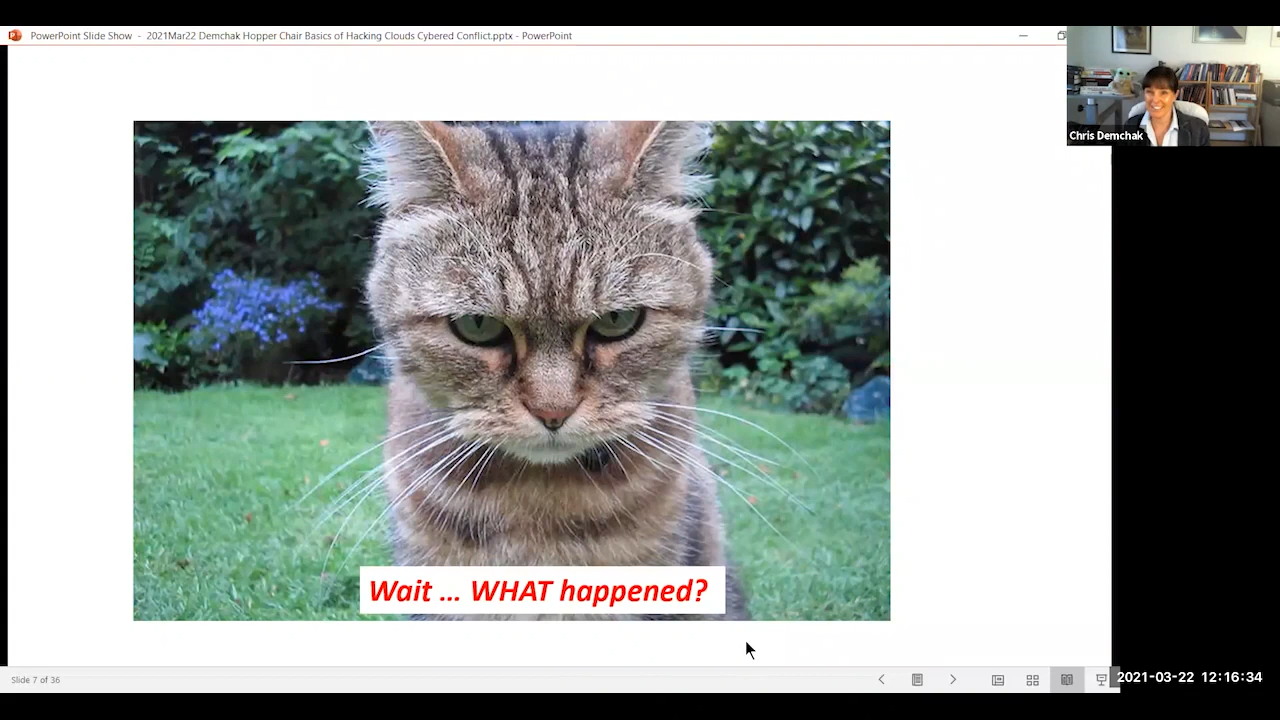 PowerPoint Slide Show - 2021Mar22 Demchak Hopper Chair Basics of Hacking Clouds Cybered Conflict.pptx - PowerPoint
Chris Demchak
Wait ... WHAT happened?
Slide 7 of 36
2021-03-22 12:16:34